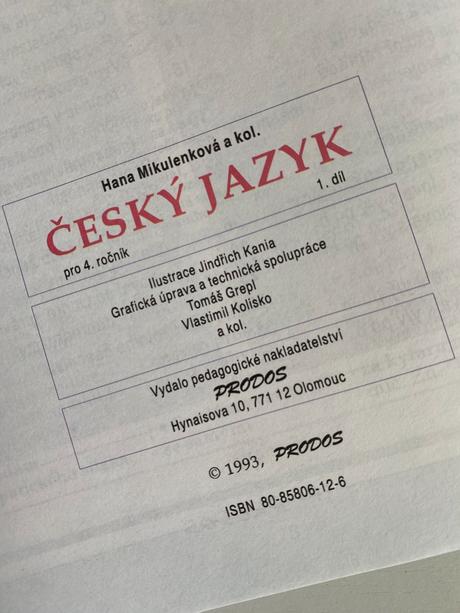 Hana Mikulenková a kol.
ČESKÝ JAZYK
pro 4. ročník
1. díl
Ilustrace Jindřich Kania
Grafická úprava a technická spolupráce
Tomáš Grepl
Vlastimil Kolisko
a kol.
Vydalo pedagogické nakladatelství
PRODOS
Hynaisova 10, 771 12 Olomouc
© 1993, PRODOS
ISBN 80-85806-12-6